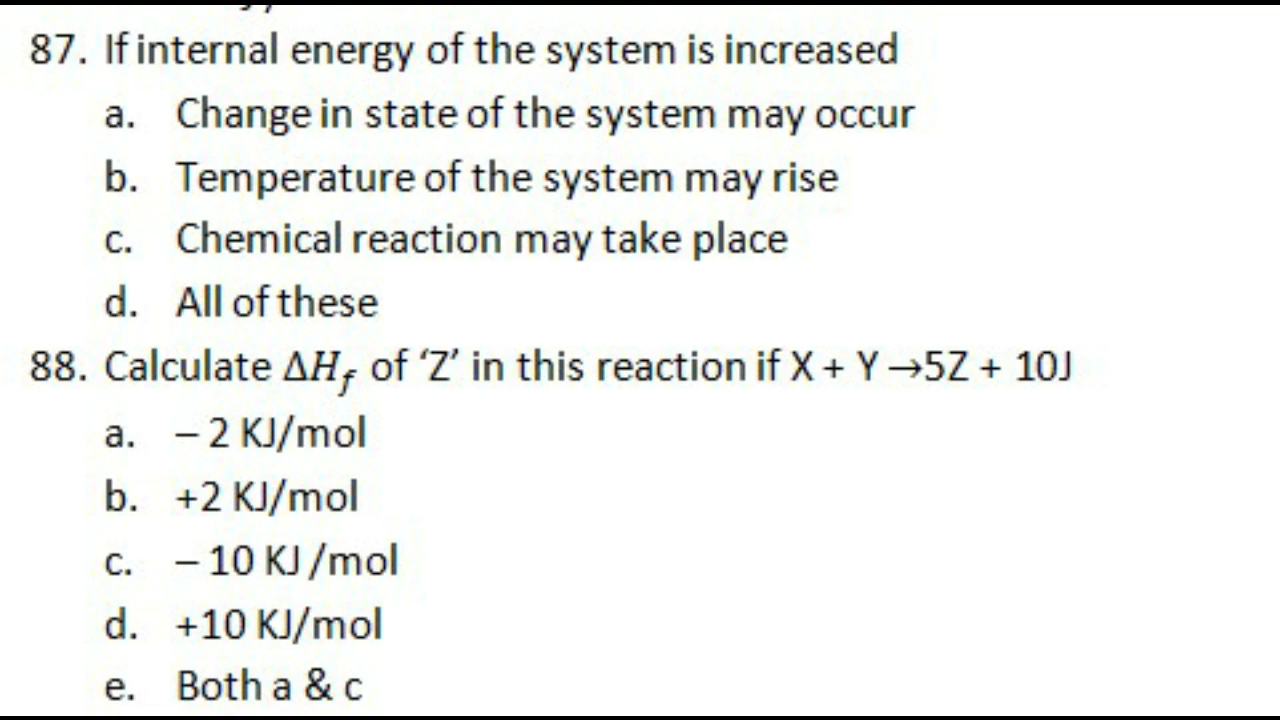 87. If internal energy of the system is increased
a. Change in state of the system may occur
b. Temperature of the system may rise
c. Chemical reaction may take place
d. All of these
88. Calculate ΔH_f of ‘Z’ in this reaction if X + Y →5Z + 10J
a. – 2 KJ/mol
b. +2 KJ/mol
c. – 10 KJ /mol
d. +10 KJ/mol
e. Both a & c